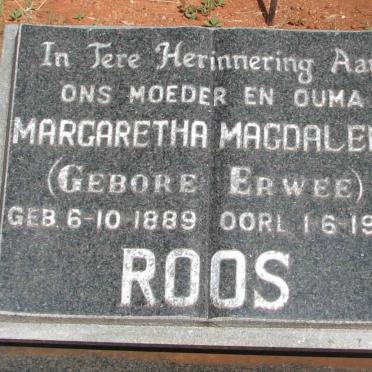 In Tere Herinnering Aan
ONS MOEDER EN OUMA
MARGARETHA MAGDALE
(GEBORE ERWEE)
GEB. 6-10-1889 OORL 1-6-19
ROOS